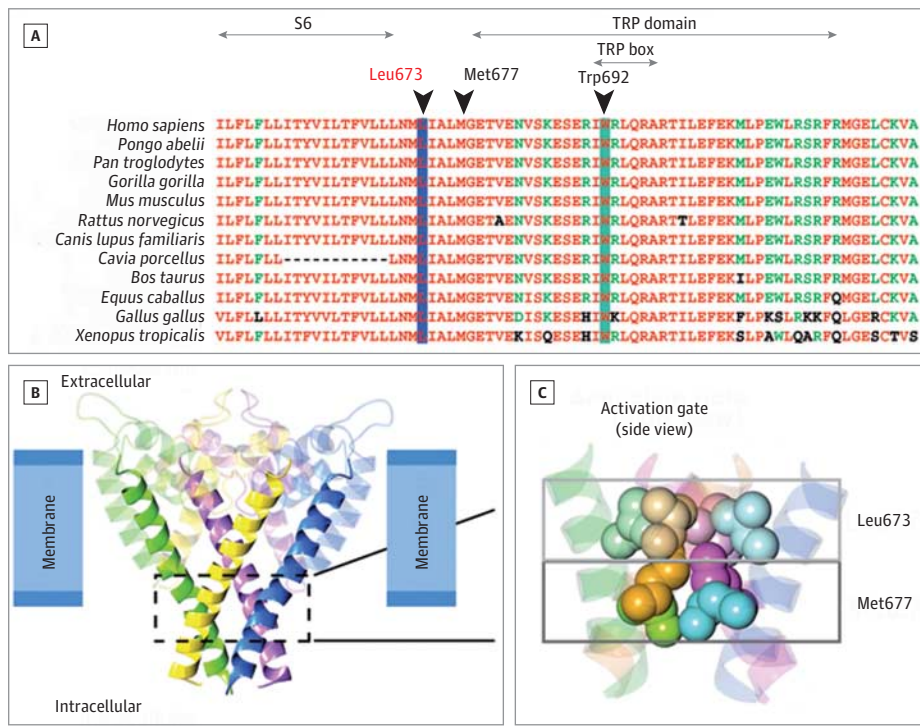 A
S6
TRP domain
TRP box
Leu673
Met677
Trp692
Homo sapiens ILFLFLLITYVILTFVLLLNMLIALMGETVENVSKESERIWRLQRARTILEFEKMLPEWLRSRFRMGELCKVA
Pongo abelii ILFLFLLITYVILTFVLLLNMLIALMGETVENVSKESERIWRLQRARTILEFEKMLPEWLRSRFRMGELCKVA
Pan troglodytes ILFLFLLITYVILTFVLLLNMLIALMGETVENVSKESERIWRLQRARTILEFEKMLPEWLRSRFRMGELCKVA
Gorilla gorilla ILFLFLLITYVILTFVLLLNMLIALMGETVENVSKESERIWRLQRARTILEFEKMLPEWLRSRFRMGELCKVA
Mus musculus ILFLFLLITYVILTFVLLLNMLIALMGETVENVSKESERIWRLQRARTILEFEKMLPEWLRSRFRMGELCKVA
Rattus norvegicus ILFLFLLITYVILTFVLLLNMLIALMGETAENVSKESERIWRLQRARTTLEFEKMLPEWLRSRFRMGELCKVA
Canis lupus familiaris ILFLFLLITYVILTFVLLLNMLIALMGETVENVSKESERIWRLQRARTILEFEKMLPEWLRSRFRMGELCKVA
Cavia porcellus ILFLFLL-----------LNMLIALMGETVENVSKESERIWRLQRARTILEFEKMLPEWLRSRFRMGELCKVA
Bos taurus ILFLFLLITYVILTFVLLLNMLIALMGETVENVSKESERIWRLQRARTILEFEKILPEWLRSRFRMGELCKVA
Equus caballus ILFLFLLITYVILTFVLLLNMLIALMGETVENISKESERIWRLQRARTILEFEKMLPEWLRSRFQMGELCKVA
Gallus gallus VLFLLLLITYVILTFVLLLNMLIALMGETVEDISKESEHIWKLQRARTILEFEKFLPKSLRKKFQLGERCKVA
Xenopus tropicalis VLFLFLLITYVILTFVLLLNMLIALMGETVEKISQESEHIWRLQRARTILEFEKSLPAWLQARFQLGESCTVS
B
Extracellular
Membrane
Membrane
Intracellular
C
Activation gate
(side view)
Leu673
Met677